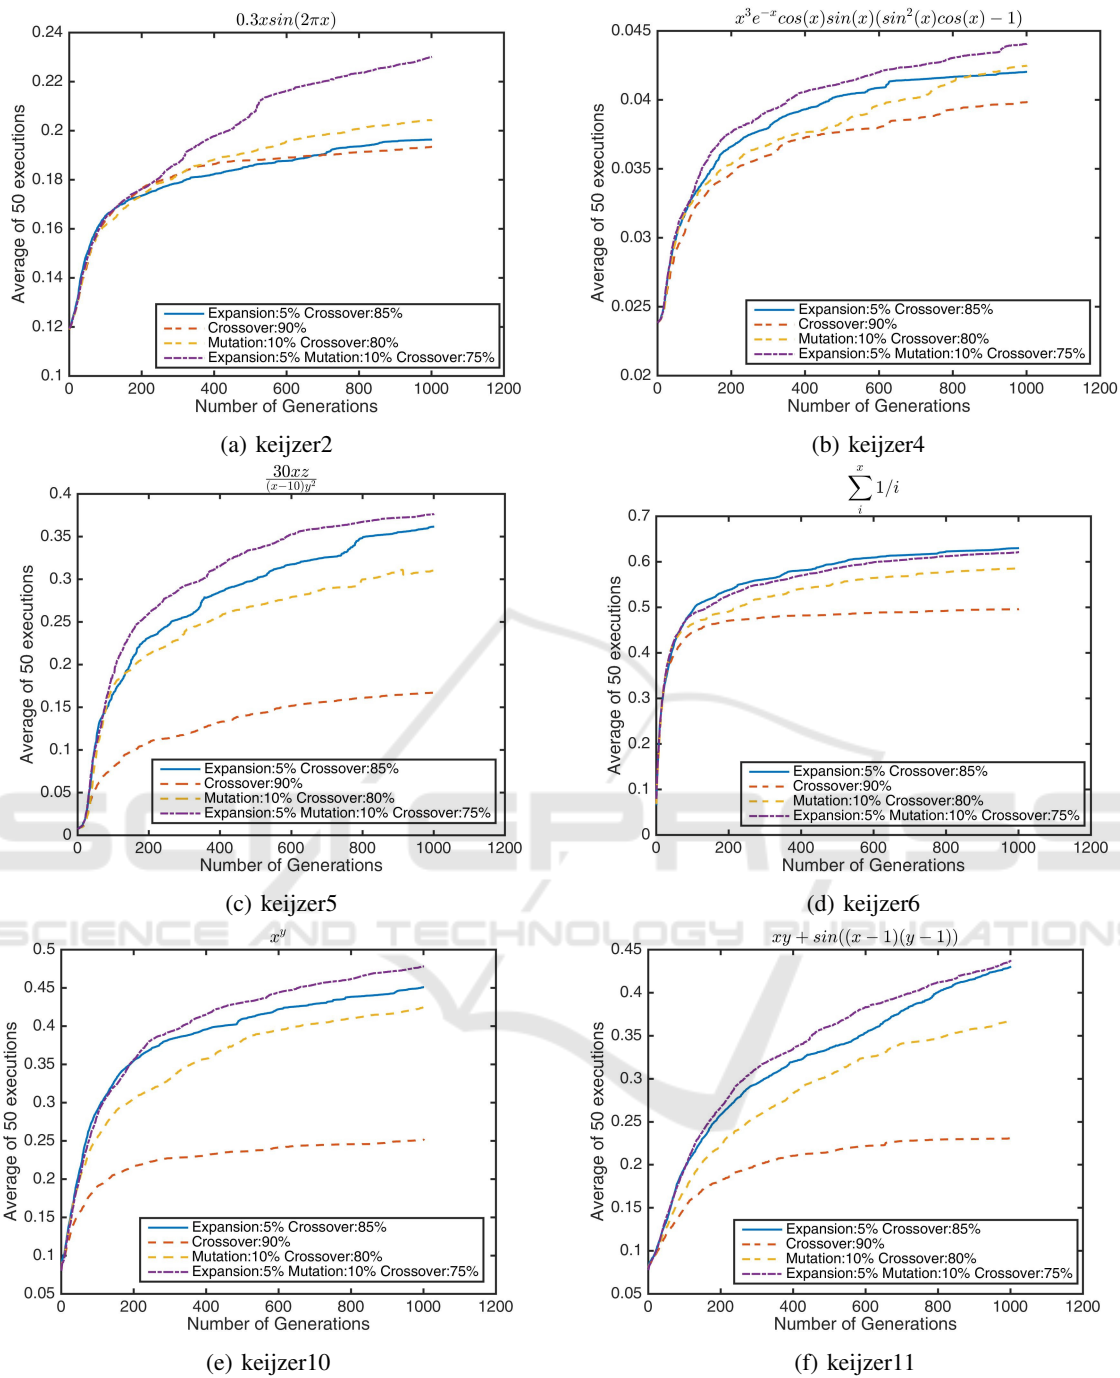 0.3xsin(2πx)
Average of 50 executions
0.24
0.22
0.2
0.18
0.16
0.14
0.12
0.1
Expansion:5% Crossover:85%
Crossover:90%
Mutation:10% Crossover:80%
Expansion:5% Mutation:10% Crossover:75%
0 200 400 600 800 1000 1200
Number of Generations
(a) keijzer2
x³e⁻ˣcos(x)sin(x)(sin²(x)cos(x) − 1)
Average of 50 executions
0.045
0.04
0.035
0.03
0.025
0.02
Expansion:5% Crossover:85%
Crossover:90%
Mutation:10% Crossover:80%
Expansion:5% Mutation:10% Crossover:75%
0 200 400 600 800 1000 1200
Number of Generations
(b) keijzer4
30xz
(x−10)y²
Average of 50 executions
0.4
0.35
0.3
0.25
0.2
0.15
0.1
0.05
0
Expansion:5% Crossover:85%
Crossover:90%
Mutation:10% Crossover:80%
Expansion:5% Mutation:10% Crossover:75%
0 200 400 600 800 1000 1200
Number of Generations
(c) keijzer5
x
∑ 1/i
i
Average of 50 executions
0.7
0.6
0.5
0.4
0.3
0.2
0.1
0
Expansion:5% Crossover:85%
Crossover:90%
Mutation:10% Crossover:80%
Expansion:5% Mutation:10% Crossover:75%
0 200 400 600 800 1000 1200
Number of Generations
(d) keijzer6
SCITEPRESS
SCIENCE AND TECHNOLOGY PUBLICATIONS
xʸ
Average of 50 executions
0.5
0.45
0.4
0.35
0.3
0.25
0.2
0.15
0.1
0.05
Expansion:5% Crossover:85%
Crossover:90%
Mutation:10% Crossover:80%
Expansion:5% Mutation:10% Crossover:75%
0 200 400 600 800 1000 1200
Number of Generations
(e) keijzer10
xy + sin((x − 1)(y − 1))
Average of 50 executions
0.45
0.4
0.35
0.3
0.25
0.2
0.15
0.1
0.05
Expansion:5% Crossover:85%
Crossover:90%
Mutation:10% Crossover:80%
Expansion:5% Mutation:10% Crossover:75%
0 200 400 600 800 1000 1200
Number of Generations
(f) keijzer11